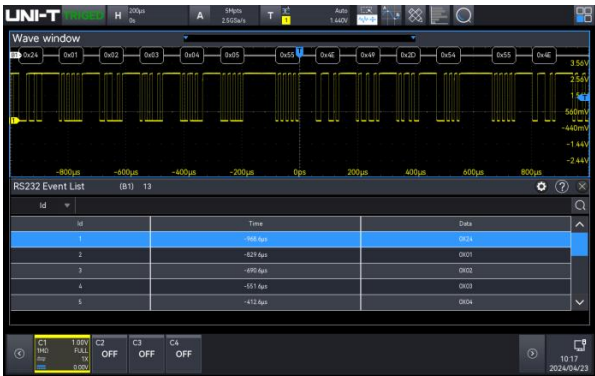 UNI-T TRIGED H 200µs 0s A 5Mpts 2.5GSa/s T 1 Auto 1.440V
Wave window
B1 0x24 0x01 0x02 0x03 0x04 0x05 0x55 T 0x4E 0x49 0x2D 0x54 0x55 0x4E
3.56V
2.56V
T
560mV
1
-440mV
-1.44V
-2.44V
-800µs -600µs -400µs -200µs 0ps 200µs 400µs 600µs 800µs
RS232 Event List (B1) 13
Id
Id Time Data
1 -968.6µs 0X24
2 -829.6µs 0X01
3 -690.6µs 0X02
4 -551.6µs 0X03
5 -412.6µs 0X04
C1 1.00V C2 C3 C4
1MΩ FULL OFF OFF OFF
1X
0.00V
10:17
2024/04/23